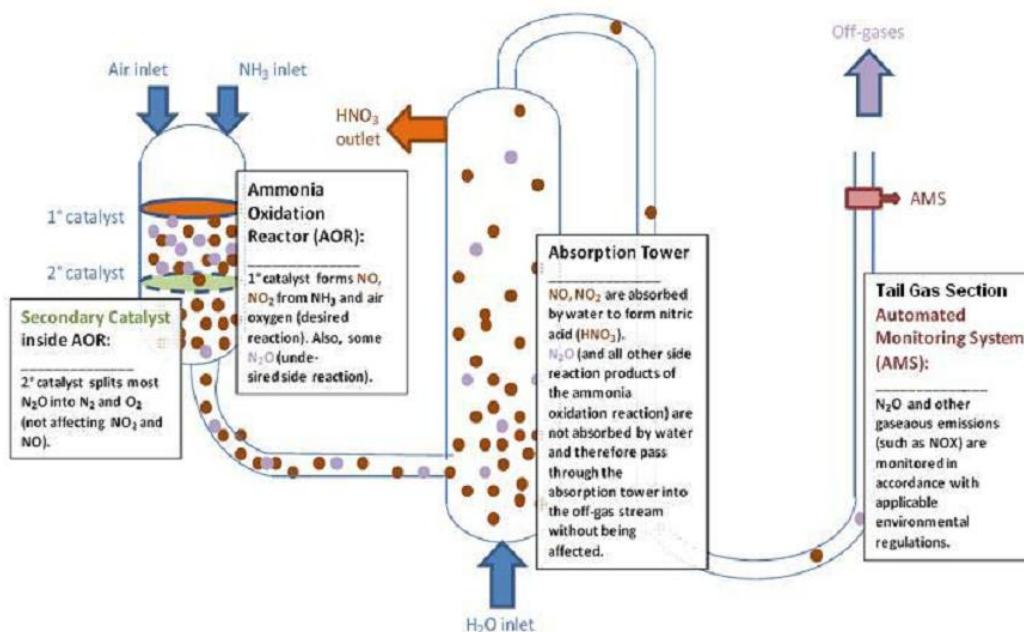 Off-gases
Air inlet
NH₃ inlet
HNO₃
outlet
1° catalyst
2° catalyst
Ammonia
Oxidation
Reactor (AOR):
1° catalyst forms NO,
NO₂ from NH₃ and air
oxygen (desired
reaction). Also, some
N₂O (unde-
sired side reaction).
Secondary Catalyst
inside AOR:
2° catalyst splits most
N₂O into N₂ and O₂
(not affecting NO₂ and
NO).
Absorption Tower
NO, NO₂ are absorbed
by water to form nitric
acid (HNO₃).
N₂O (and all other side
reaction products of
the ammonia
oxidation reaction) are
not absorbed by water
and therefore pass
through the
absorption tower into
the off-gas stream
without being
affected.
AMS
Tail Gas Section
Automated
Monitoring System
(AMS):
N₂O and other
gaseaous emissions
(such as NOX) are
monitored in
accordance with
applicable
environmental
regulations.
H₂O inlet